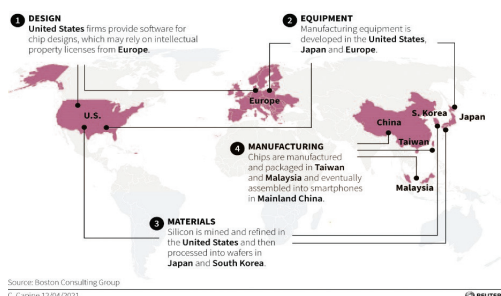 1 DESIGN
United States firms provide software for
chip designs, which may rely on intellectual
property licenses from Europe.
2 EQUIPMENT
Manufacturing equipment is
developed in the United States,
Japan and Europe.
U.S.
Europe
S. Korea
Japan
China
Taiwan
Malaysia
4 MANUFACTURING
Chips are manufactured
and packaged in Taiwan
and Malaysia and eventually
assembled into smartphones
in Mainland China.
3 MATERIALS
Silicon is mined and refined in
the United States and then
processed into wafers in
Japan and South Korea.
Source: Boston Consulting Group